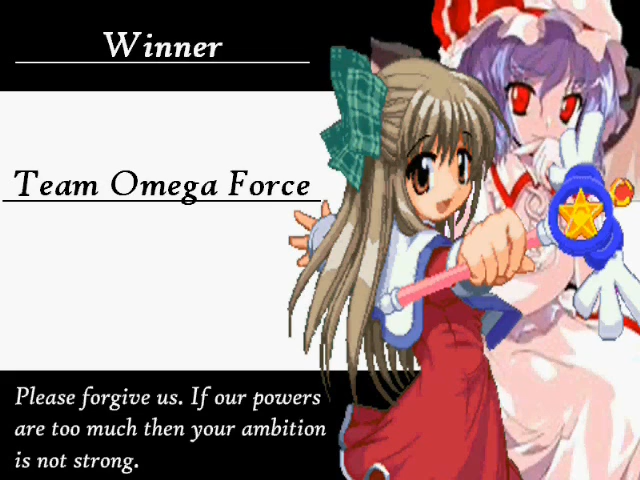 Winner
Team Omega Force
Please forgive us. If our powers
are too much then your ambition
is not strong.